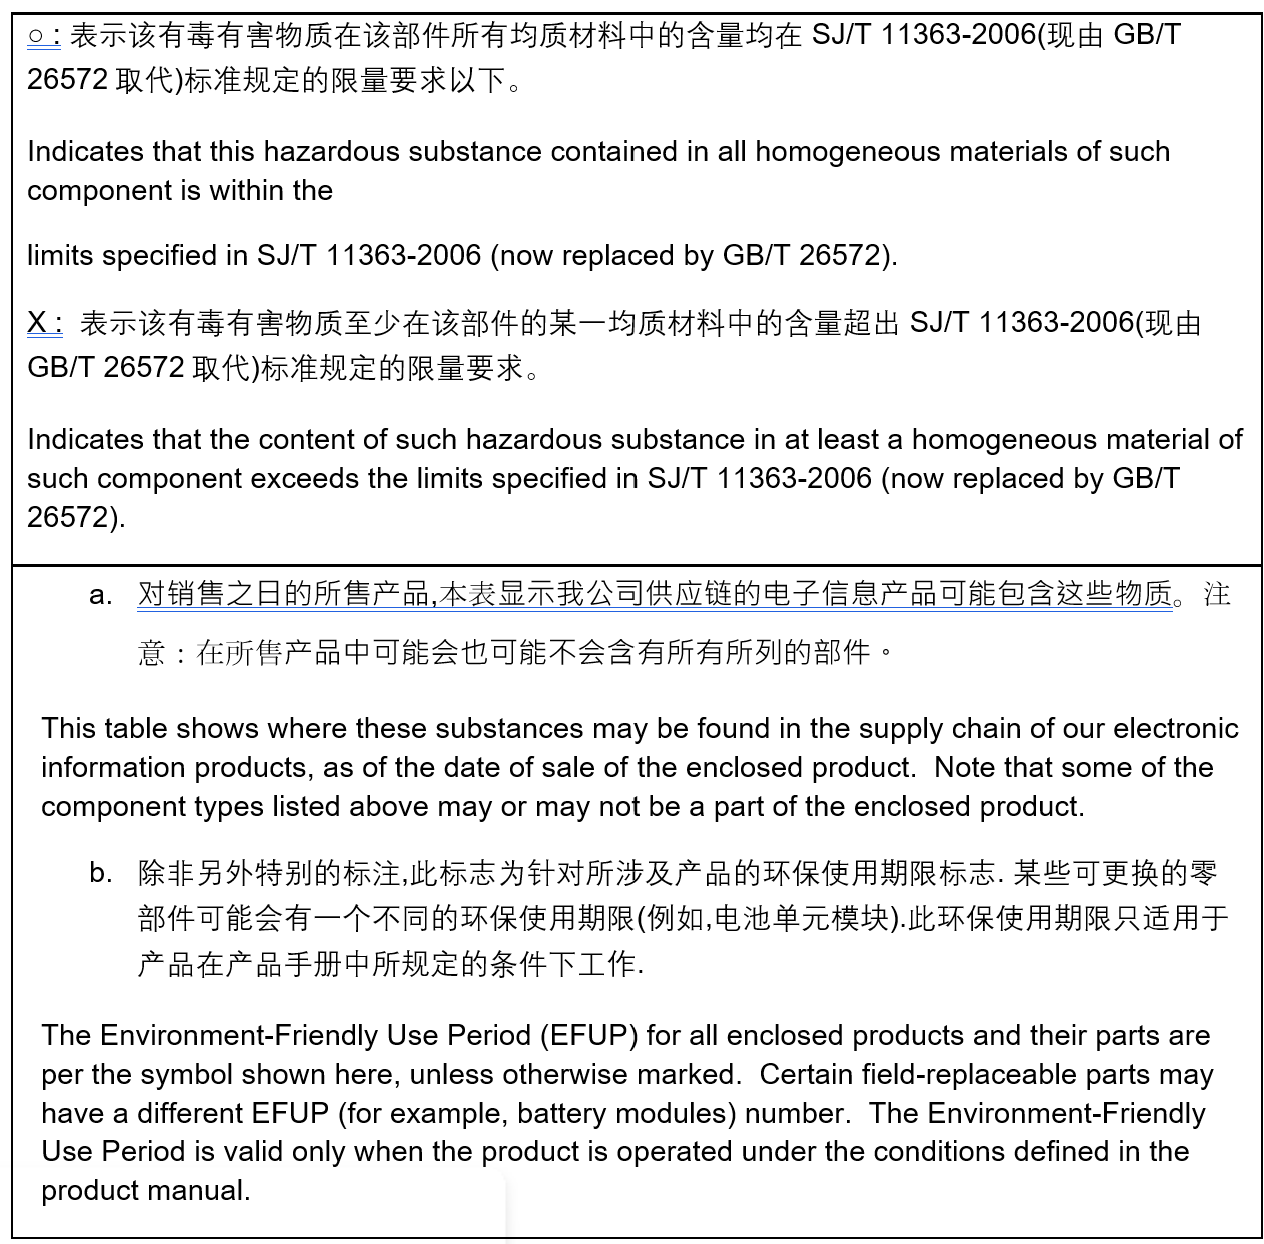 ○ : 表示该有毒有害物质在该部件所有均质材料中的含量均在 SJ/T 11363-2006(现由 GB/T
26572 取代)标准规定的限量要求以下。
Indicates that this hazardous substance contained in all homogeneous materials of such
component is within the
limits specified in SJ/T 11363-2006 (now replaced by GB/T 26572).
X : 表示该有毒有害物质至少在该部件的某一均质材料中的含量超出 SJ/T 11363-2006(现由
GB/T 26572 取代)标准规定的限量要求。
Indicates that the content of such hazardous substance in at least a homogeneous material of
such component exceeds the limits specified in SJ/T 11363-2006 (now replaced by GB/T
26572).
a. 对销售之日的所售产品,本表显示我公司供应链的电子信息产品可能包含这些物质。注
意：在所售产品中可能会也可能不会含有所有所列的部件。
This table shows where these substances may be found in the supply chain of our electronic
information products, as of the date of sale of the enclosed product.  Note that some of the
component types listed above may or may not be a part of the enclosed product.
b. 除非另外特别的标注,此标志为针对所涉及产品的环保使用期限标志. 某些可更换的零
部件可能会有一个不同的环保使用期限(例如,电池单元模块).此环保使用期限只适用于
产品在产品手册中所规定的条件下工作.
The Environment-Friendly Use Period (EFUP) for all enclosed products and their parts are
per the symbol shown here, unless otherwise marked.  Certain field-replaceable parts may
have a different EFUP (for example, battery modules) number.  The Environment-Friendly
Use Period is valid only when the product is operated under the conditions defined in the
product manual.